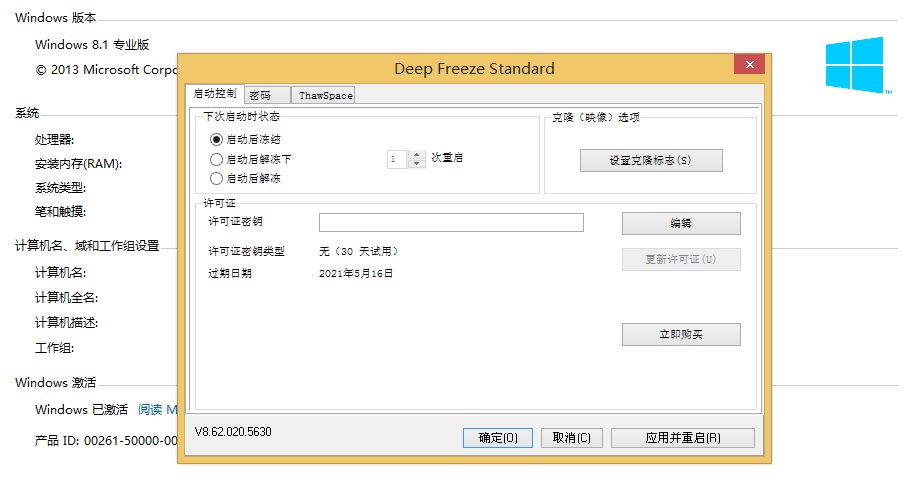 Windows 版本
Windows 8.1 专业版
© 2013 Microsoft Corpo
系统
处理器:
安装内存(RAM):
系统类型:
笔和触摸:
计算机名、域和工作组设置
计算机名:
计算机全名:
计算机描述:
工作组:
Windows 激活
Windows 已激活 阅读 M
产品 ID: 00261-50000-00
Deep Freeze Standard
启动控制 密码 ThawSpace
下次启动时状态
启动后冻结
启动后解冻下 1 次重启
启动后解冻
克隆（映像）选项
设置克隆标志(S)
许可证
许可证密钥
编辑
许可证密钥类型 无（30 天试用）
更新许可证(U)
过期日期 2021年5月16日
立即购买
V8.62.020.5630
确定(O) 取消(C) 应用并重启(R)